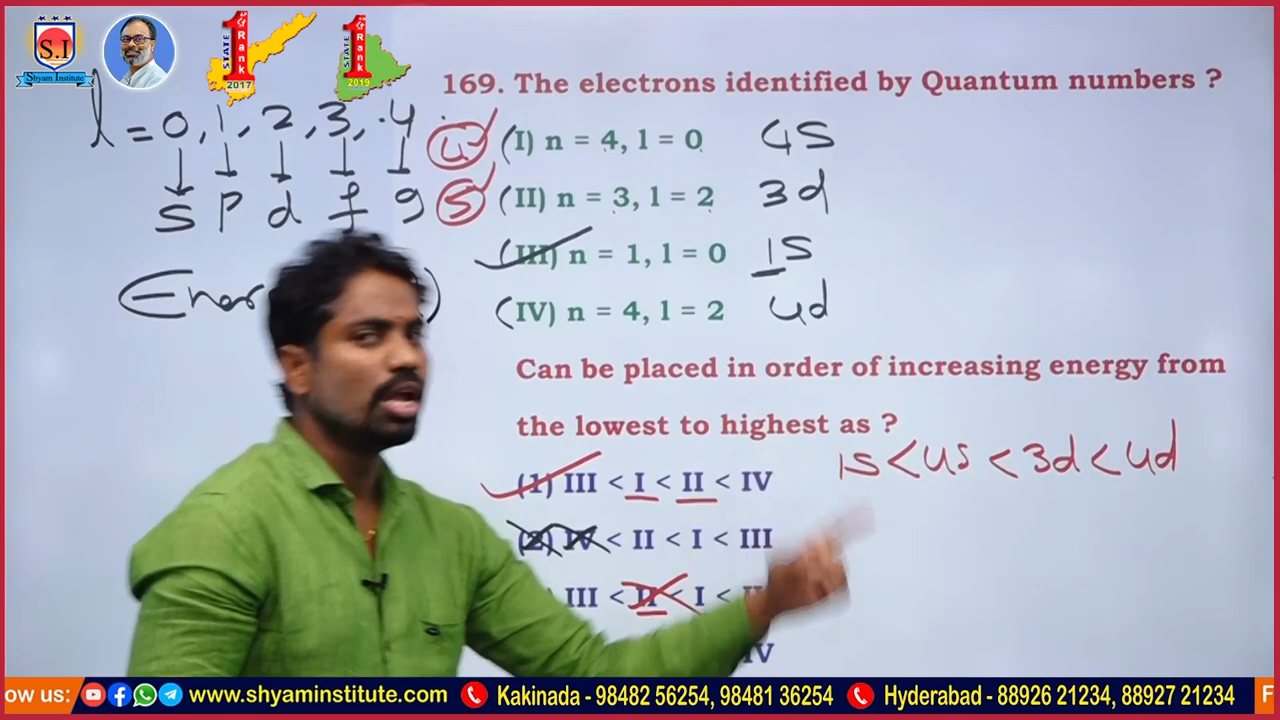 S.I
Shyam Institute
STATE 1st Rank 2017
STATE 1st Rank 2019
169. The electrons identified by Quantum numbers ?
l = 0, 1, 2, 3, 4
s p d f g
4 (I) n = 4, l = 0 4s
5 (II) n = 3, l = 2 3d
(III) n = 1, l = 0 1s
(IV) n = 4, l = 2 4d
Can be placed in order of increasing energy from
the lowest to highest as ?
1s < 4s < 3d < 4d
(1) III < I < II < IV
(2) IV < II < I < III
III < II < I <
IV
ow us: www.shyaminstitute.com Kakinada - 98482 56254, 98481 36254 Hyderabad - 88926 21234, 88927 21234 F